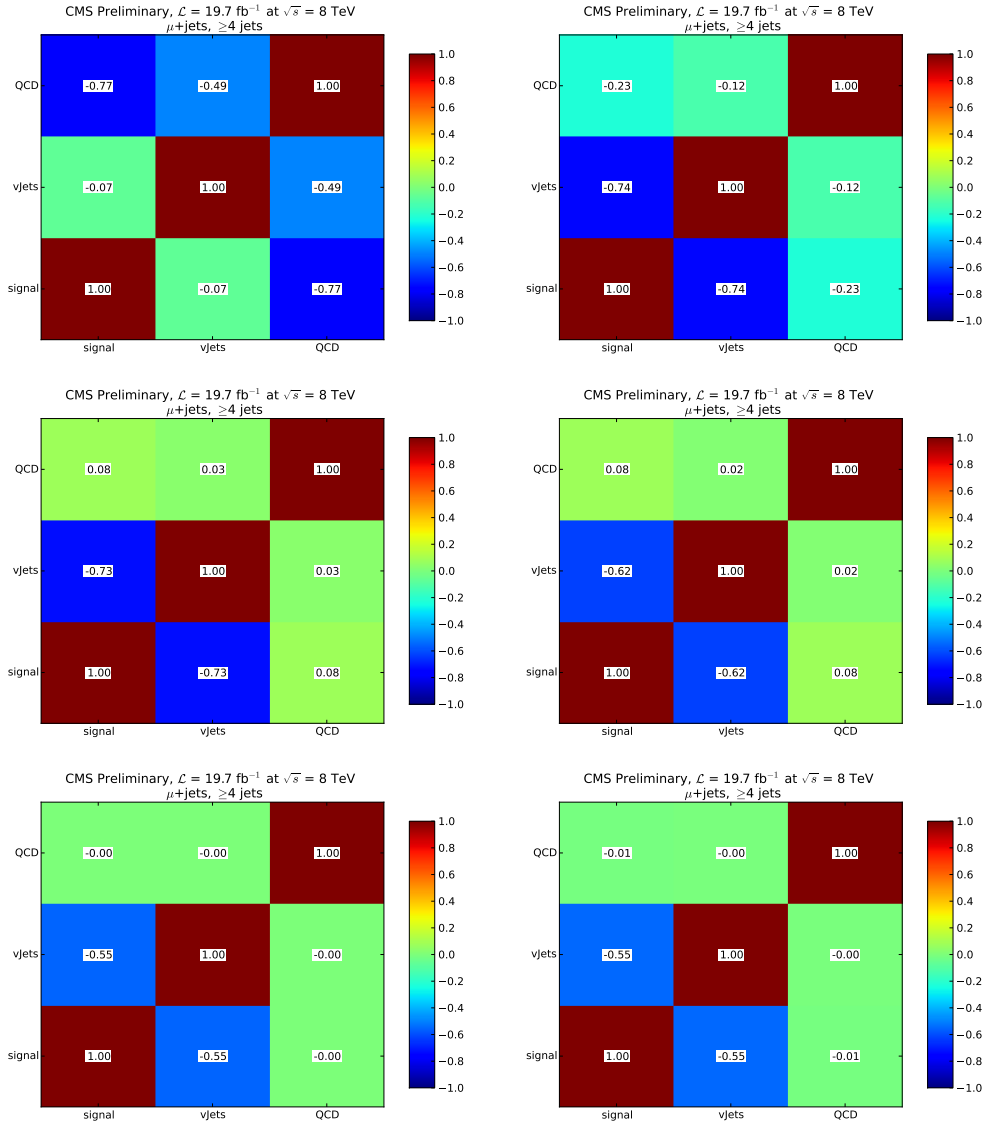 CMS Preliminary, ℒ = 19.7 fb⁻¹ at √s = 8 TeV
μ+jets, ≥4 jets
QCD -0.77 -0.49 1.00
vJets -0.07 1.00 -0.49
signal 1.00 -0.07 -0.77
signal vJets QCD
1.0
0.8
0.6
0.4
0.2
0.0
−0.2
−0.4
−0.6
−0.8
−1.0
CMS Preliminary, ℒ = 19.7 fb⁻¹ at √s = 8 TeV
μ+jets, ≥4 jets
QCD -0.23 -0.12 1.00
vJets -0.74 1.00 -0.12
signal 1.00 -0.74 -0.23
signal vJets QCD
1.0
0.8
0.6
0.4
0.2
0.0
−0.2
−0.4
−0.6
−0.8
−1.0
CMS Preliminary, ℒ = 19.7 fb⁻¹ at √s = 8 TeV
μ+jets, ≥4 jets
QCD 0.08 0.03 1.00
vJets -0.73 1.00 0.03
signal 1.00 -0.73 0.08
signal vJets QCD
1.0
0.8
0.6
0.4
0.2
0.0
−0.2
−0.4
−0.6
−0.8
−1.0
CMS Preliminary, ℒ = 19.7 fb⁻¹ at √s = 8 TeV
μ+jets, ≥4 jets
QCD 0.08 0.02 1.00
vJets -0.62 1.00 0.02
signal 1.00 -0.62 0.08
signal vJets QCD
1.0
0.8
0.6
0.4
0.2
0.0
−0.2
−0.4
−0.6
−0.8
−1.0
CMS Preliminary, ℒ = 19.7 fb⁻¹ at √s = 8 TeV
μ+jets, ≥4 jets
QCD -0.00 -0.00 1.00
vJets -0.55 1.00 -0.00
signal 1.00 -0.55 -0.00
signal vJets QCD
1.0
0.8
0.6
0.4
0.2
0.0
−0.2
−0.4
−0.6
−0.8
−1.0
CMS Preliminary, ℒ = 19.7 fb⁻¹ at √s = 8 TeV
μ+jets, ≥4 jets
QCD -0.01 -0.00 1.00
vJets -0.55 1.00 -0.00
signal 1.00 -0.55 -0.01
signal vJets QCD
1.0
0.8
0.6
0.4
0.2
0.0
−0.2
−0.4
−0.6
−0.8
−1.0